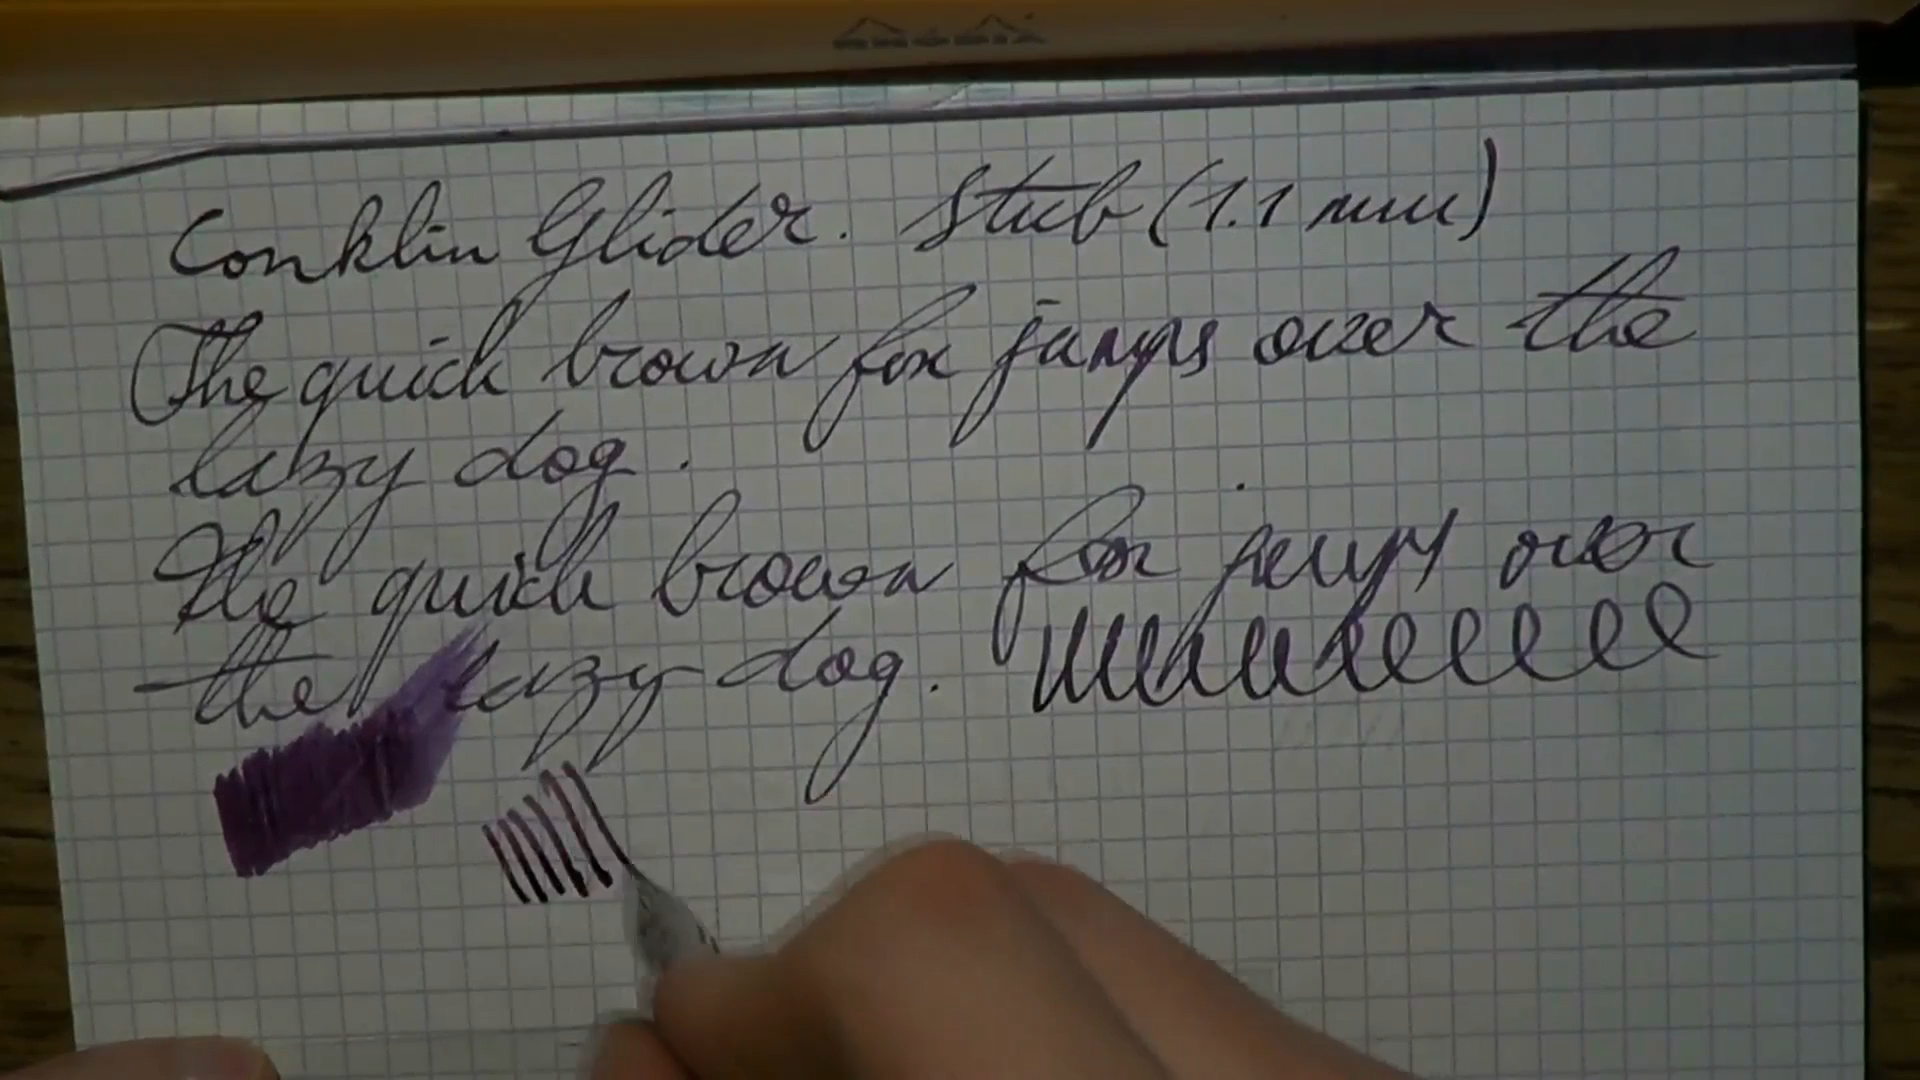 Rhodia
Conklin Glider. Stub (1.1 mm)
The quick brown fox jumps over the
lazy dog.
The quick brown fox jumps over
the lazy dog.